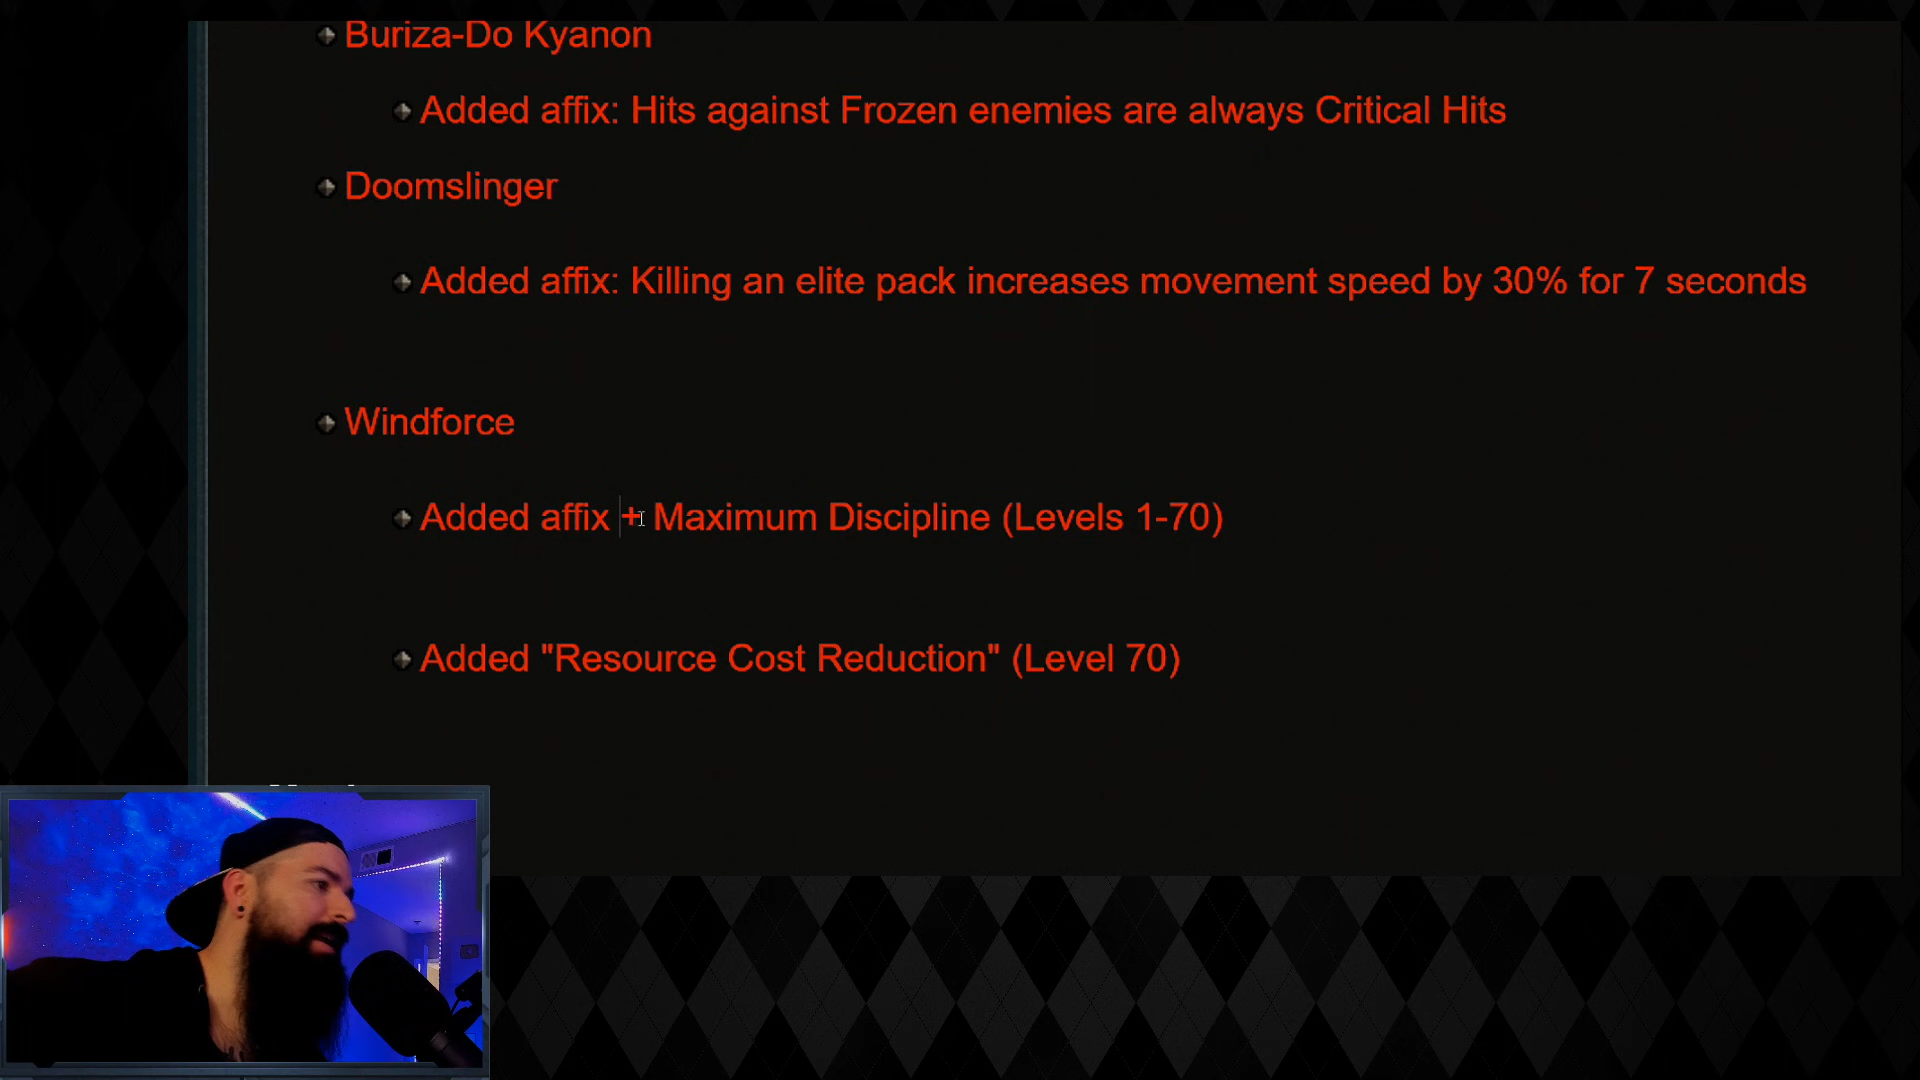 Buriza-Do Kyanon
Added affix: Hits against Frozen enemies are always Critical Hits
Doomslinger
Added affix: Killing an elite pack increases movement speed by 30% for 7 seconds
Windforce
Added affix + Maximum Discipline (Levels 1-70)
Added "Resource Cost Reduction" (Level 70)